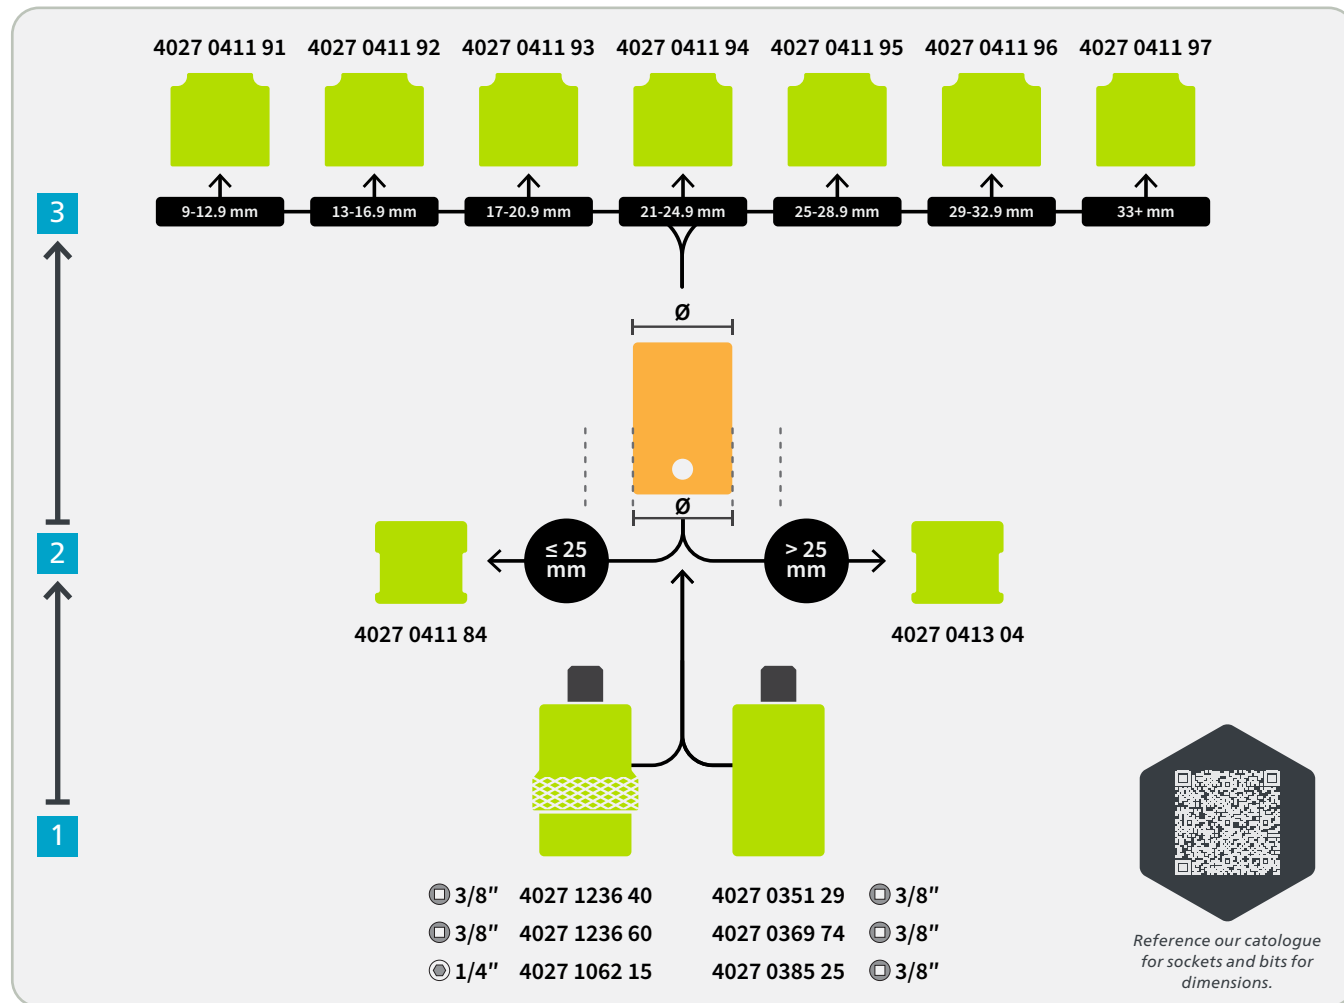 4027 0411 91 4027 0411 92 4027 0411 93 4027 0411 94 4027 0411 95 4027 0411 96 4027 0411 97
3 9-12.9 mm 13-16.9 mm 17-20.9 mm 21-24.9 mm 25-28.9 mm 29-32.9 mm 33+ mm
Ø
Ø
2 ≤ 25 > 25
mm mm
4027 0411 84 4027 0413 04
1
3/8" 4027 1236 40 4027 0351 29 3/8"
3/8" 4027 1236 60 4027 0369 74 3/8"
1/4" 4027 1062 15 4027 0385 25 3/8"
Reference our catologue
for sockets and bits for
dimensions.